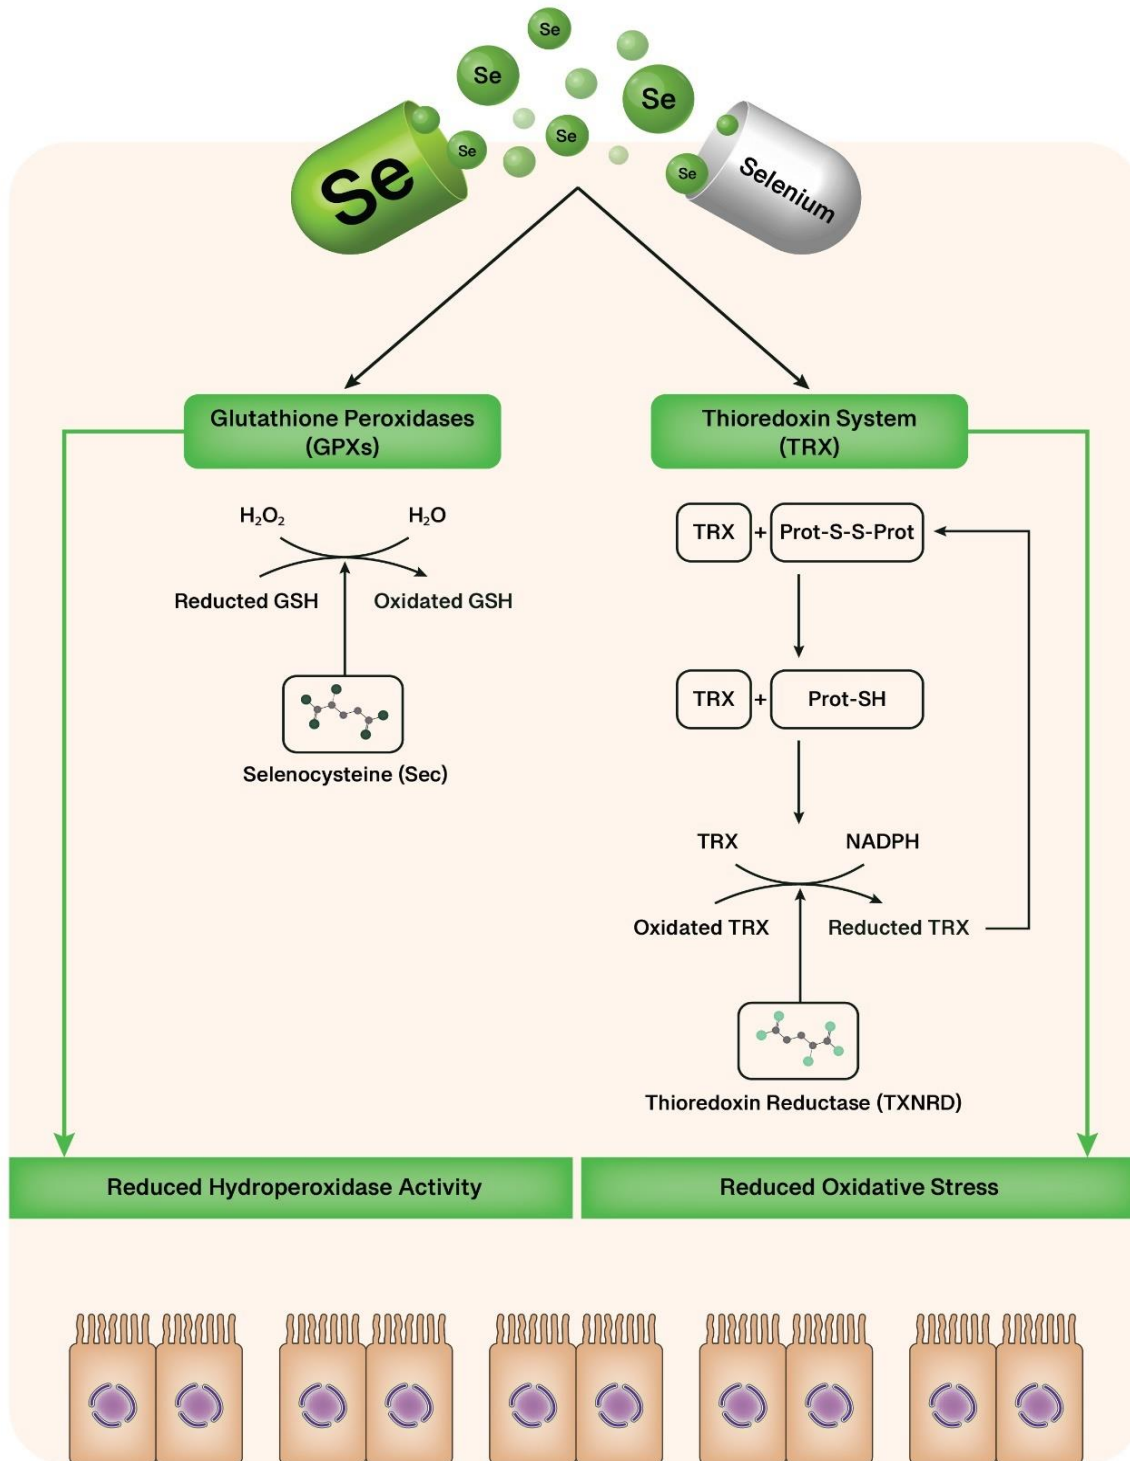 Se
Se
Se
Se
Se
Se
Se
Selenium
Glutathione Peroxidases
(GPXs)
Thioredoxin System
(TRX)
H₂O₂
H₂O
Reducted GSH
Oxidated GSH
Selenocysteine (Sec)
TRX + Prot-S-S-Prot
TRX + Prot-SH
TRX
NADPH
Oxidated TRX
Reducted TRX
Thioredoxin Reductase (TXNRD)
Reduced Hydroperoxidase Activity
Reduced Oxidative Stress